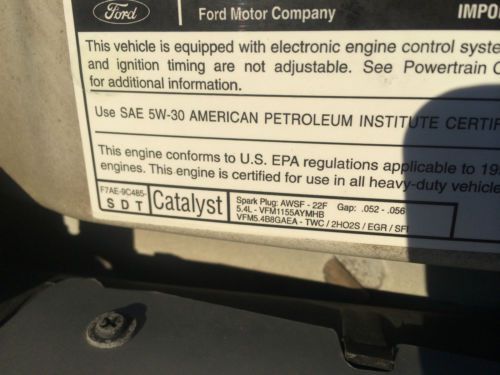 Ford
Ford Motor Company
IMPO
This vehicle is equipped with electronic engine control syste
and ignition timing are not adjustable. See Powertrain C
for additional information.
Use SAE 5W-30 AMERICAN PETROLEUM INSTITUTE CERTIF
This engine conforms to U.S. EPA regulations applicable to 19
engines. This engine is certified for use in all heavy-duty vehicle
F7AE-9C485-
S D T
Catalyst
Spark Plug: AWSF - 22F Gap: .052 - .056
5.4L - VFM1155AYMHB
VFM5.4B8GAEA - TWC / 2HO2S / EGR / SFI